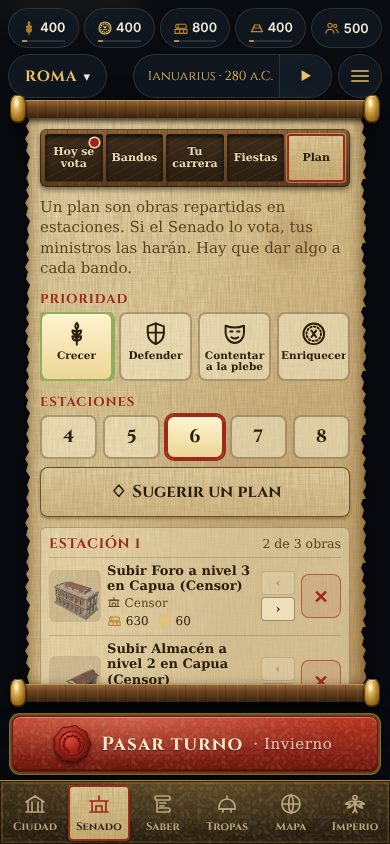 400 400 800 400 500
ROMA ▾ IANUARIUS · 280 A.C.
Hoy se vota Bandos Tu carrera Fiestas Plan
Un plan son obras repartidas en
estaciones. Si el Senado lo vota, tus
ministros las harán. Hay que dar algo a
cada bando.
PRIORIDAD
Crecer Defender Contentar a la plebe Enriquecer
ESTACIONES
4 5 6 7 8
◇ SUGERIR UN PLAN
ESTACIÓN 1 2 de 3 obras
Subir Foro a nivel 3
en Capua (Censor)
Censor
630 60
Subir Almacén a
nivel 2 en Capua
(Censor)
PASAR TURNO · Invierno
CIUDAD SENADO SABER TROPAS MAPA IMPERIO